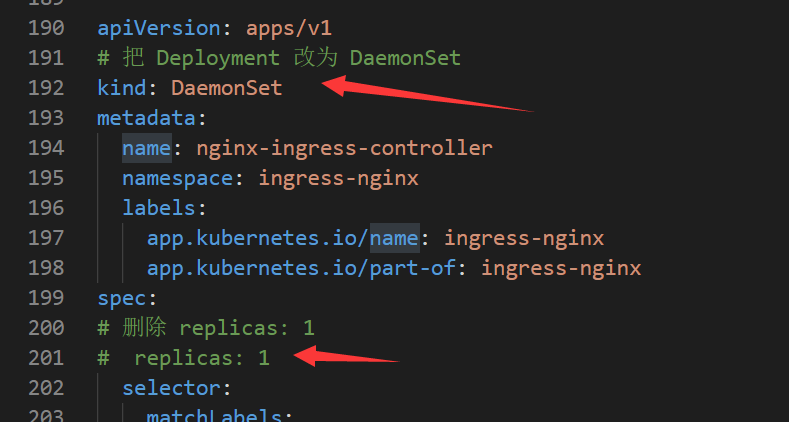 190 apiVersion: apps/v1
191 # 把 Deployment 改为 DaemonSet
192 kind: DaemonSet
193 metadata:
194 name: nginx-ingress-controller
195 namespace: ingress-nginx
196 labels:
197 app.kubernetes.io/name: ingress-nginx
198 app.kubernetes.io/part-of: ingress-nginx
199 spec:
200 # 删除 replicas: 1
201 # replicas: 1
202 selector:
203 matchLabels: